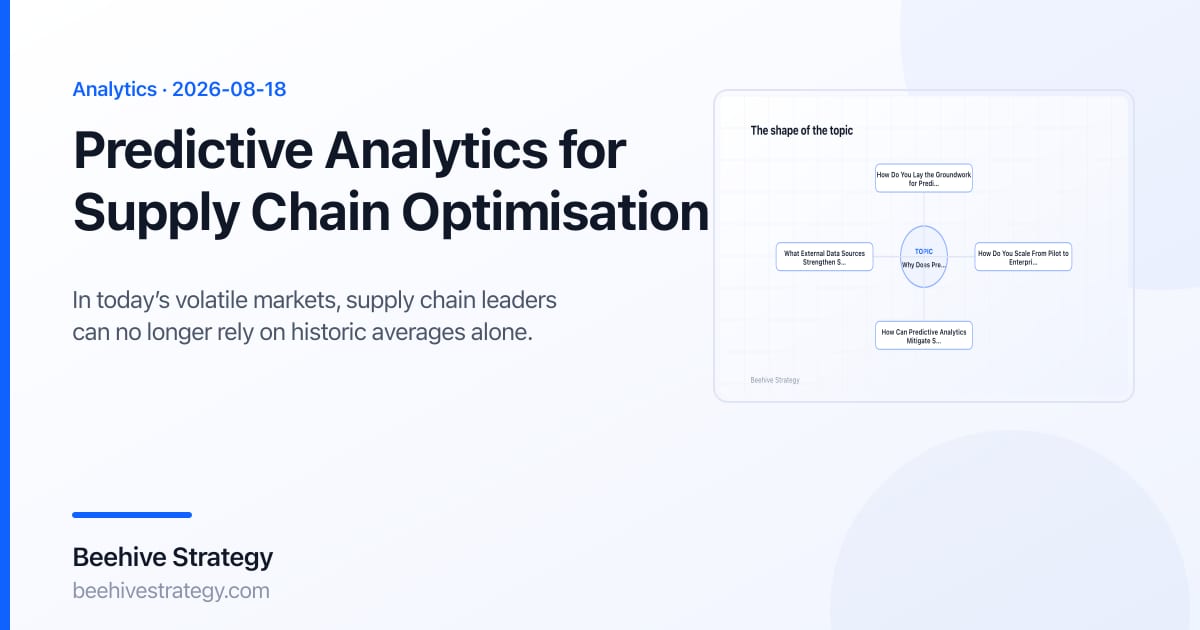 Analytics · 2026-08-18
Predictive Analytics for
Supply Chain Optimisation
In today’s volatile markets, supply chain leaders
can no longer rely on historic averages alone.
The shape of the topic
How Do You Lay the Groundwork
for Predi...
What External Data Sources
Strengthen S...
TOPIC
Why Does Pre...
How Do You Scale From Pilot to
Enterpri...
How Can Predictive Analytics
Mitigate S...
Beehive Strategy
Beehive Strategy
beehivestrategy.com